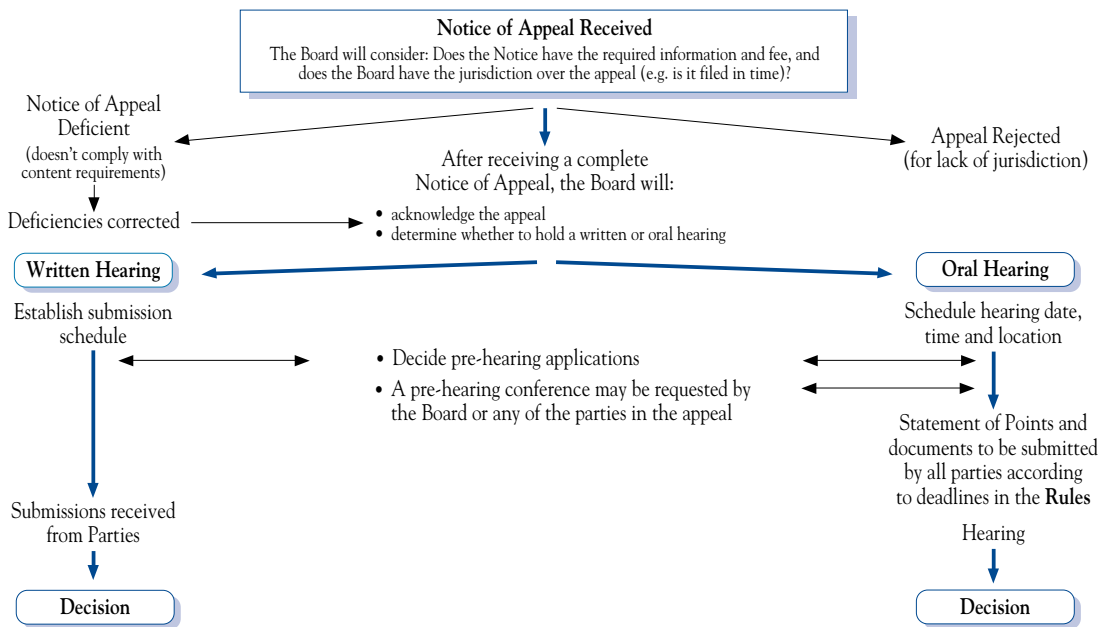 Notice of Appeal Received
The Board will consider: Does the Notice have the required information and fee, and
does the Board have the jurisdiction over the appeal (e.g. is it filed in time)?
Notice of Appeal
Deficient
(doesn't comply with
content requirements)
Deficiencies corrected
After receiving a complete
Notice of Appeal, the Board will:
• acknowledge the appeal
• determine whether to hold a written or oral hearing
Appeal Rejected
(for lack of jurisdiction)
Written Hearing
Oral Hearing
Establish submission
schedule
Schedule hearing date,
time and location
• Decide pre-hearing applications
• A pre-hearing conference may be requested by
the Board or any of the parties in the appeal
Statement of Points and
documents to be submitted
by all parties according
to deadlines in the Rules
Submissions received
from Parties
Hearing
Decision
Decision